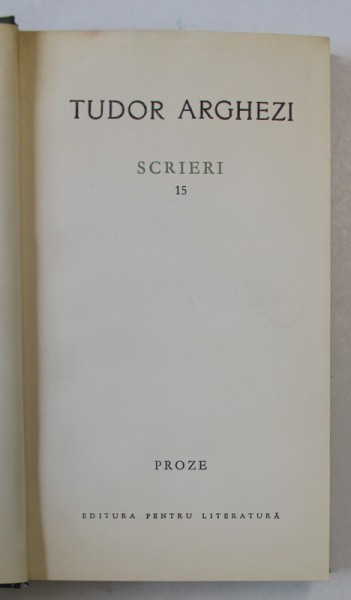 TUDOR ARGHEZI
SCRIERI
15
PROZE
EDITURA PENTRU LITERATURĂ